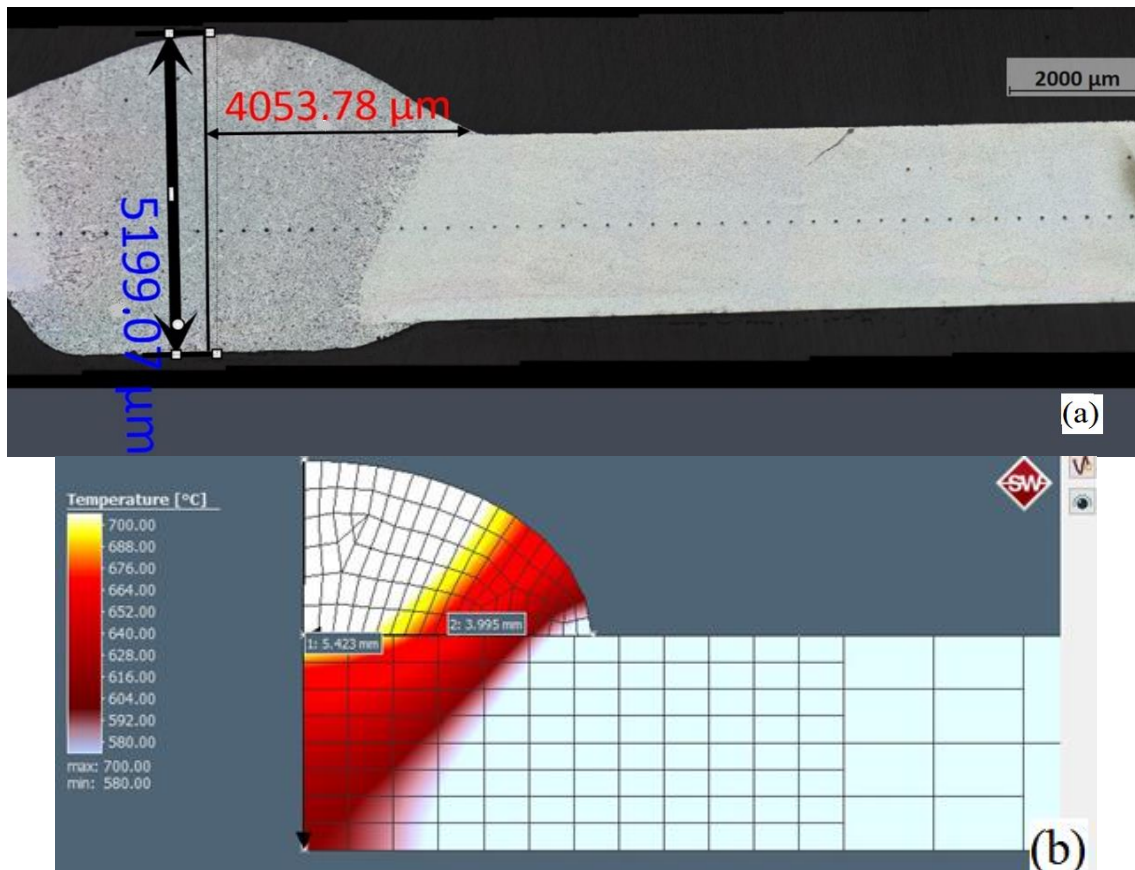 2000 µm
4053.78 µm
5199.07 µm
(a)
SW
Temperature [°C]
700.00
688.00
676.00
664.00
652.00
640.00
628.00
616.00
604.00
592.00
580.00
max: 700.00
min: 580.00
2: 3.995 mm
1: 5.423 mm
(b)